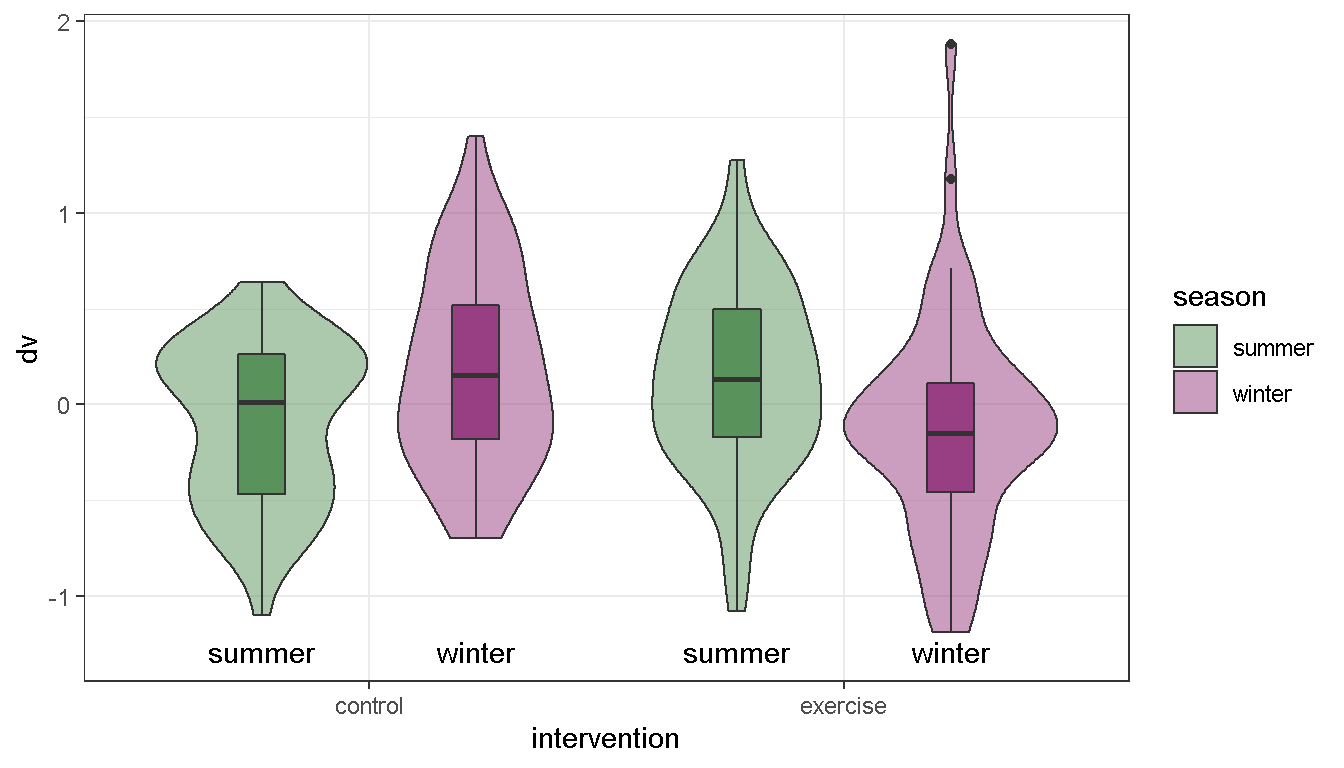 2
1
0
-1
dv
summer winter summer winter
control exercise
intervention
season
summer
winter